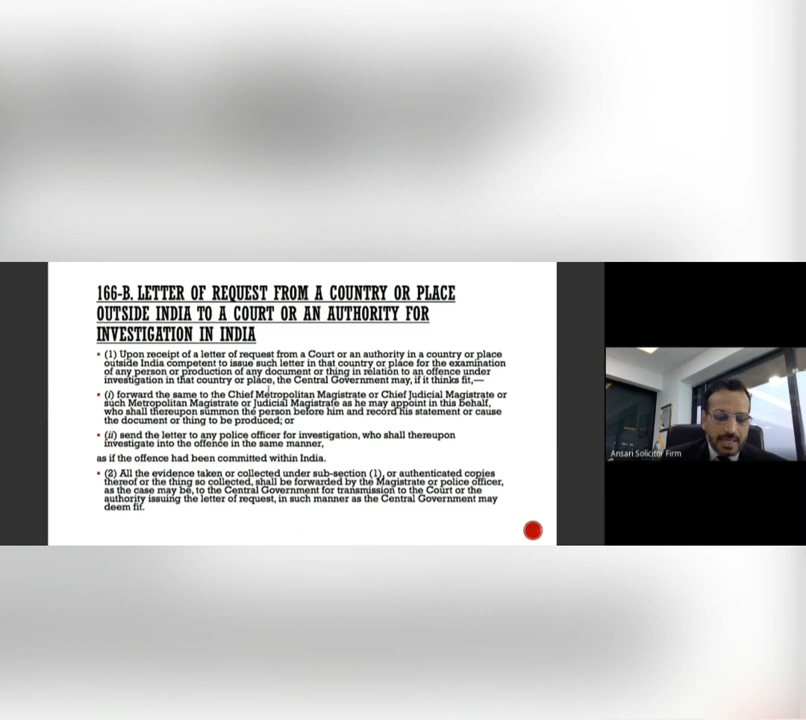 166-B. LETTER OF REQUEST FROM A COUNTRY OR PLACE
OUTSIDE INDIA TO A COURT OR AN AUTHORITY FOR
INVESTIGATION IN INDIA
(1) Upon receipt of a letter of request from a Court or an authority in a country or place
outside India competent to issue such letter in that country or place for the examination
of any person or production of any document or thing in relation to an offence under
investigation in that country or place, the Central Government may, if it thinks fit,—
(i) forward the same to the Chief Metropolitan Magistrate or Chief Judicial Magistrate or
such Metropolitan Magistrate or Judicial Magistrate as he may appoint in this behalf,
who shall thereupon summon the person before him and record his statement or cause
the document or thing to be produced; or
(ii) send the letter to any police officer for investigation, who shall thereupon
investigate into the offence in the same manner,
as if the offence had been committed within India.
(2) All the evidence taken or collected under sub-section (1), or authenticated copies
thereof or the thing so collected, shall be forwarded by the Magistrate or police officer,
as the case may be, to the Central Government for transmission to the Court or the
authority issuing the letter of request, in such manner as the Central Government may
deem fit.
Ansari Solicitor Firm